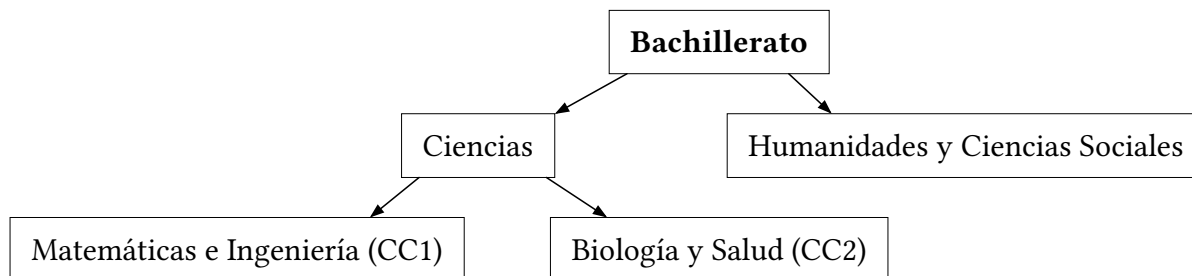 Bachillerato
Ciencias
Humanidades y Ciencias Sociales
Matemáticas e Ingeniería (CC1)
Biología y Salud (CC2)